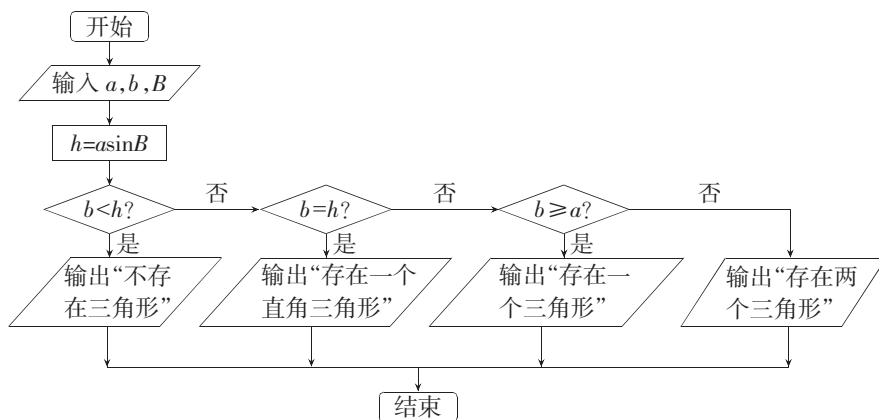 开始
输入 a,b,B
h=asinB
b<h?
否
b=h?
否
b≥a?
否
是
是
是
输出“不存
在三角形”
输出“存在一个
直角三角形”
输出“存在一
个三角形”
输出“存在两
个三角形”
结束